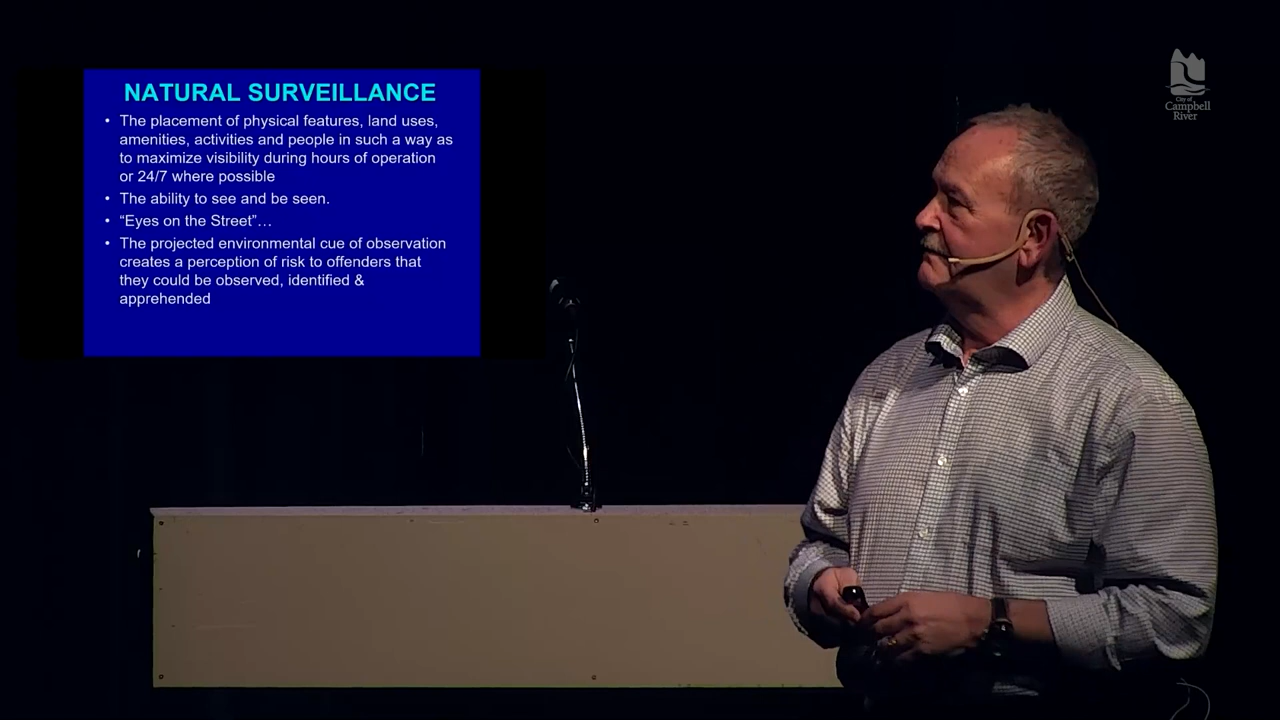 NATURAL SURVEILLANCE
• The placement of physical features, land uses,
amenities, activities and people in such a way as
to maximize visibility during hours of operation
or 24/7 where possible
• The ability to see and be seen.
• “Eyes on the Street”…
• The projected environmental cue of observation
creates a perception of risk to offenders that
they could be observed, identified &
apprehended
City of
Campbell
River